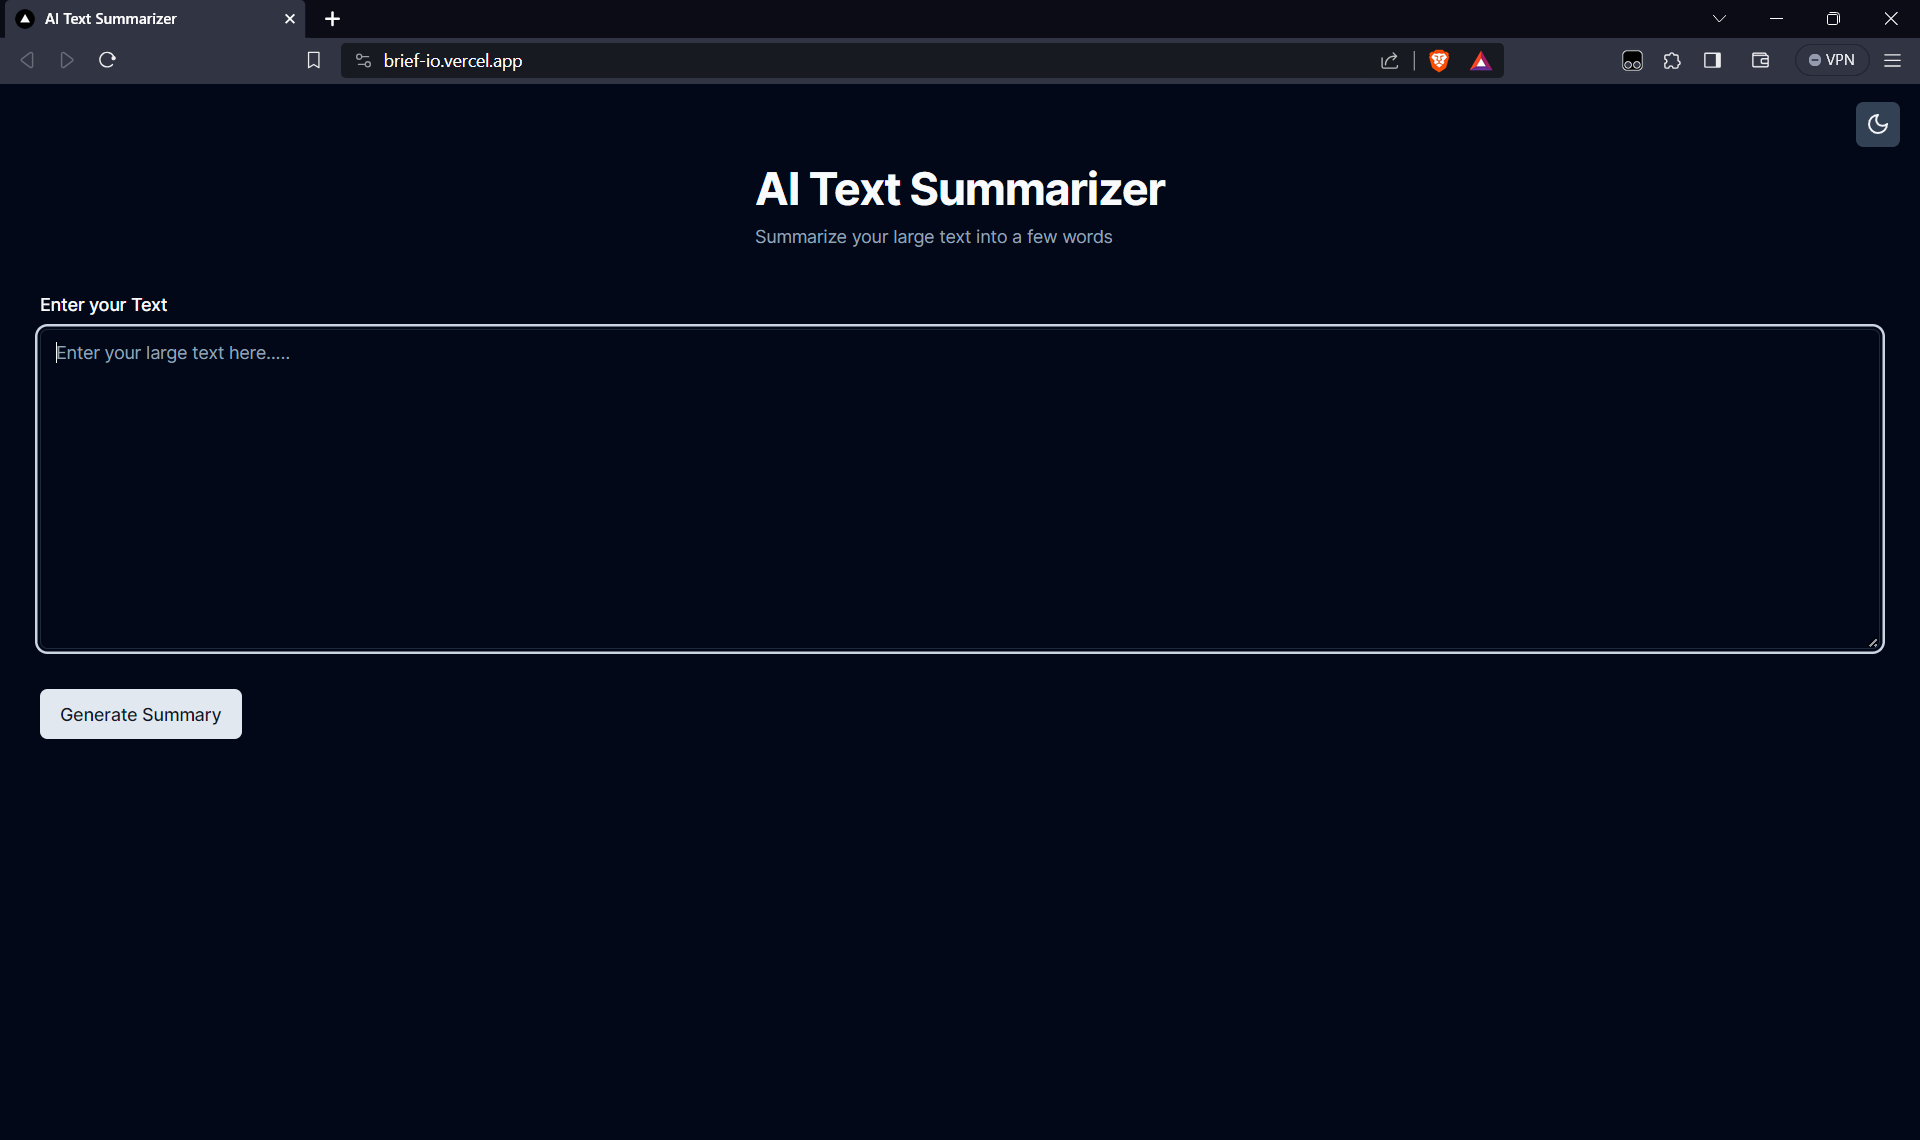 AI Text Summarizer
brief-io.vercel.app
VPN
AI Text Summarizer
Summarize your large text into a few words
Enter your Text
Enter your large text here.....
Generate Summary